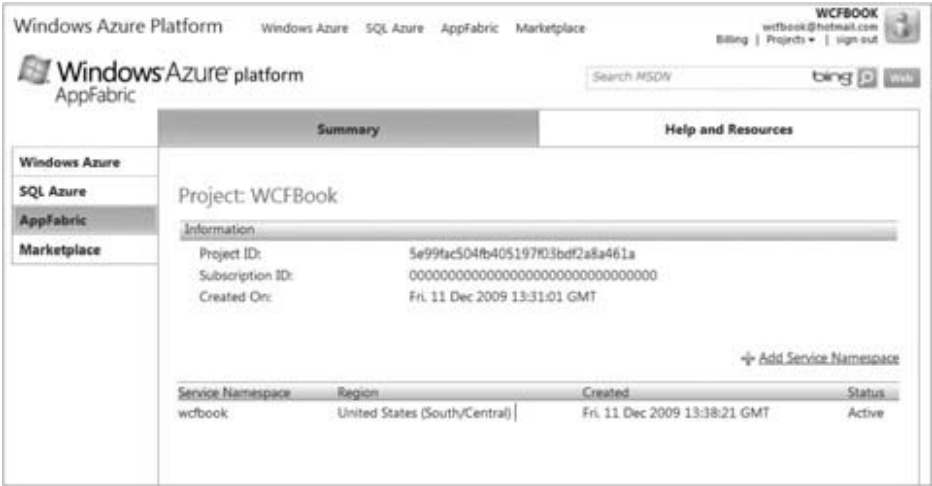 Windows Azure Platform Windows Azure SQL Azure AppFabric Marketplace
WCFBOOK
wcfbook@hotmail.com
Billing | Projects | sign out
Windows Azure platform
AppFabric
Search MSDN bing Web
Summary Help and Resources
Windows Azure
SQL Azure
AppFabric
Marketplace
Project: WCFBook
Information
Project ID: 5e99fac504fb405197f03bdf2a8a461a
Subscription ID: 00000000000000000000000000000000
Created On: Fri, 11 Dec 2009 13:31:01 GMT
Add Service Namespace
Service Namespace Region Created Status
wcfbook United States (South/Central) Fri, 11 Dec 2009 13:38:21 GMT Active